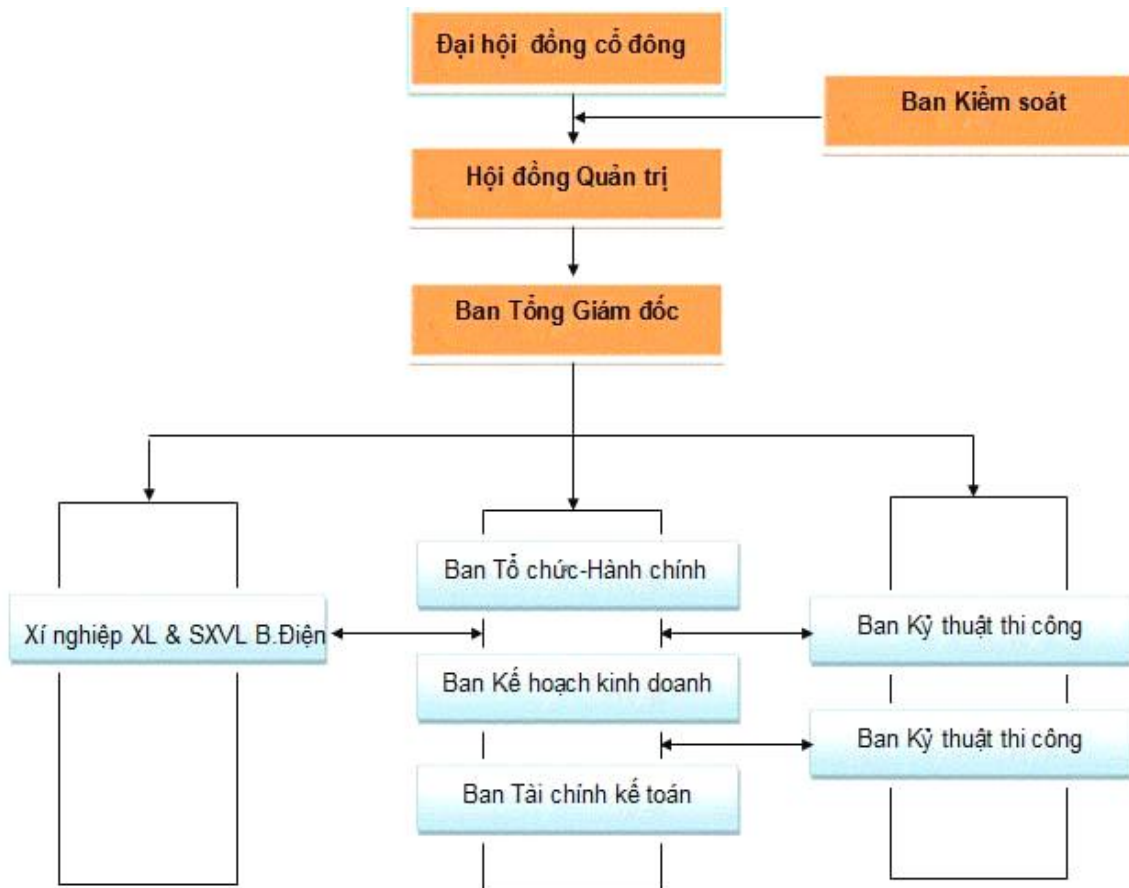 Đại hội đồng cổ đông
Ban Kiểm soát
Hội đồng Quản trị
Ban Tổng Giám đốc
Ban Tổ chức-Hành chính
Xí nghiệp XL & SXVL B.Điện
Ban Kỹ thuật thi công
Ban Kế hoạch kinh doanh
Ban Kỹ thuật thi công
Ban Tài chính kế toán